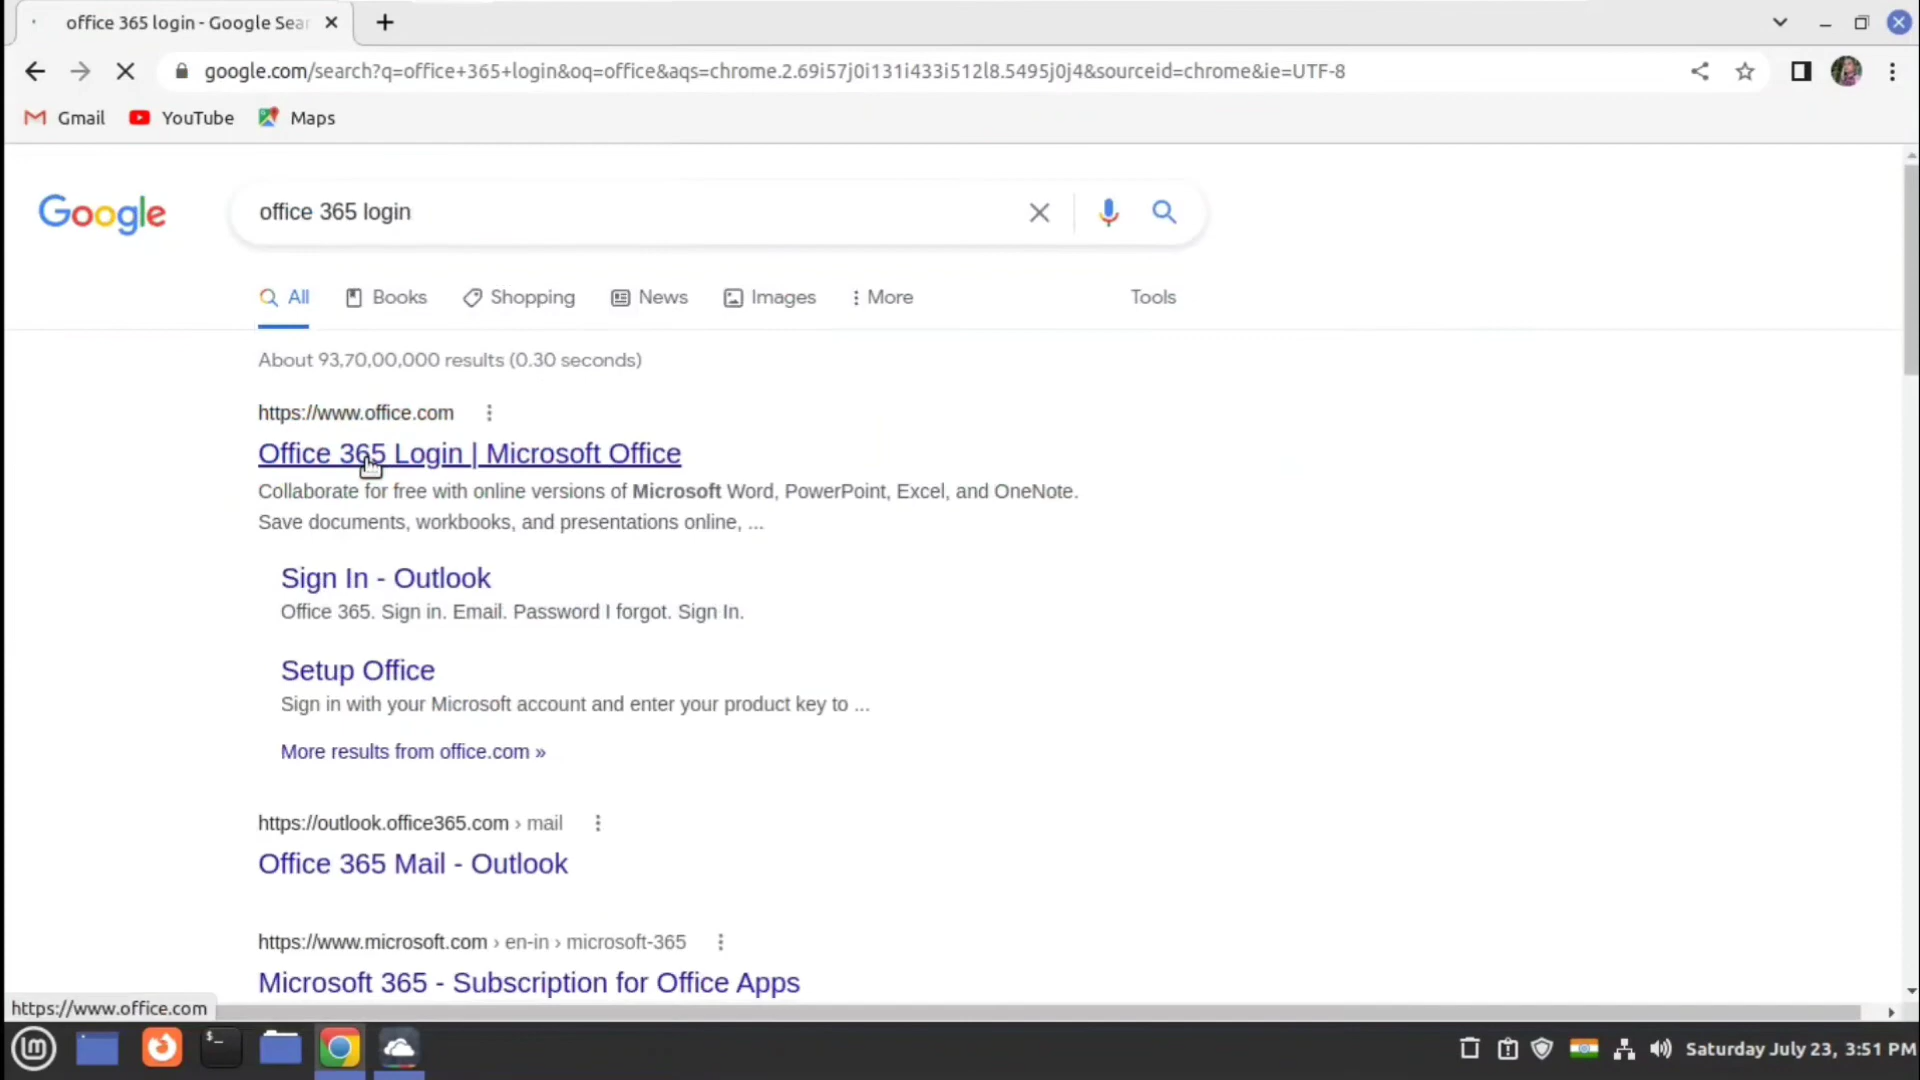 office 365 login - Google Sear
google.com/search?q=office+365+login&oq=office&aqs=chrome.2.69i57j0i131i433i512l8.5495j0j4&sourceid=chrome&ie=UTF-8
Gmail YouTube Maps
Google office 365 login
All Books Shopping News Images More Tools
About 93,70,00,000 results (0.30 seconds)
https://www.office.com
Office 365 Login | Microsoft Office
Collaborate for free with online versions of Microsoft Word, PowerPoint, Excel, and OneNote.
Save documents, workbooks, and presentations online, ...
Sign In - Outlook
Office 365. Sign in. Email. Password I forgot. Sign In.
Setup Office
Sign in with your Microsoft account and enter your product key to ...
More results from office.com »
https://outlook.office365.com › mail
Office 365 Mail - Outlook
https://www.microsoft.com › en-in › microsoft-365
Microsoft 365 - Subscription for Office Apps
https://www.office.com
Saturday July 23, 3:51 PM